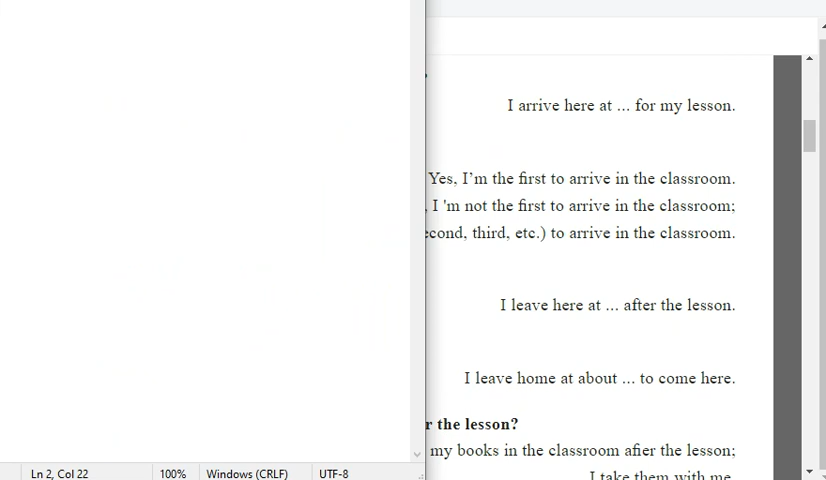 I arrive here at ... for my lesson.
Yes, I'm the first to arrive in the classroom.
, I 'm not the first to arrive in the classroom;
econd, third, etc.) to arrive in the classroom.
I leave here at ... after the lesson.
I leave home at about ... to come here.
r the lesson?
my books in the classroom afier the lesson;
I take them with me.
Ln 2, Col 22
100%
Windows (CRLF)
UTF-8